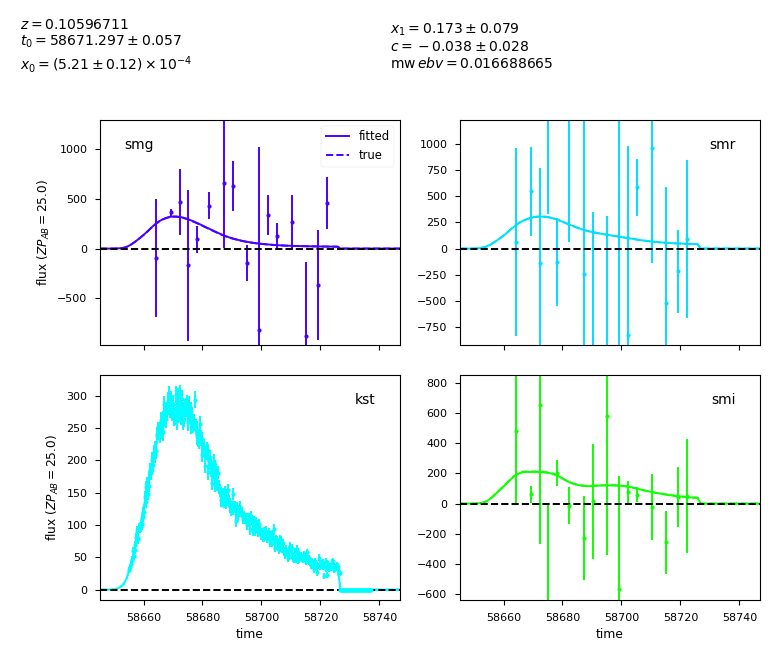 z = 0.10596711
t₀ = 58671.297 ± 0.057
x₀ = (5.21 ± 0.12) × 10⁻⁴
x₁ = 0.173 ± 0.079
c = −0.038 ± 0.028
mw ebv = 0.016688665
smg
fitted
true
1000
500
0
−500
flux (ZP_AB = 25.0)
smr
1000
750
500
250
0
−250
−500
−750
kst
300
250
200
150
100
50
0
flux (ZP_AB = 25.0)
58660 58680 58700 58720 58740
time
smi
800
600
400
200
0
−200
−400
−600
58660 58680 58700 58720 58740
time